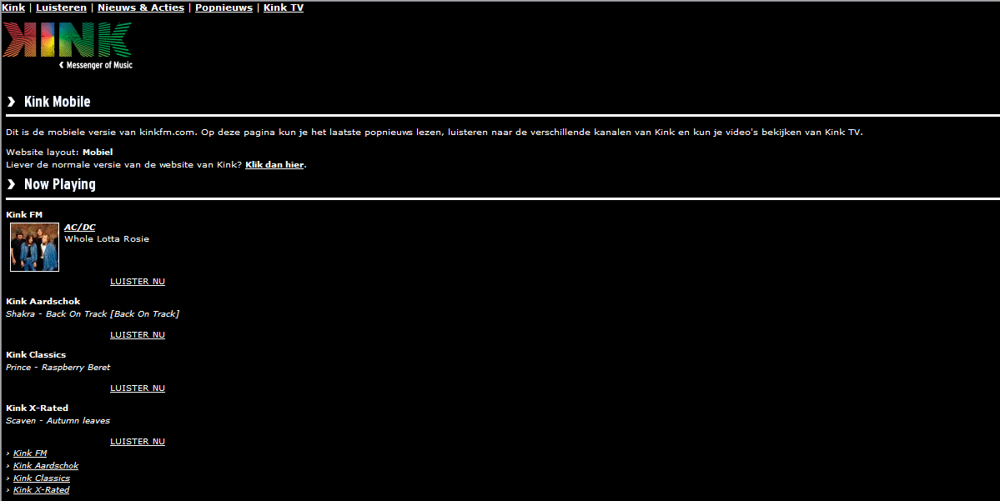 Kink | Luisteren | Nieuws & Acties | Popnieuws | Kink TV
KINK
‹ Messenger of Music
› Kink Mobile
Dit is de mobiele versie van kinkfm.com. Op deze pagina kun je het laatste popnieuws lezen, luisteren naar de verschillende kanalen van Kink en kun je video's bekijken van Kink TV.
Website layout: Mobiel
Liever de normale versie van de website van Kink? Klik dan hier.
› Now Playing
Kink FM
AC/DC
Whole Lotta Rosie
LUISTER NU
Kink Aardschok
Shakra - Back On Track [Back On Track]
LUISTER NU
Kink Classics
Prince - Raspberry Beret
LUISTER NU
Kink X-Rated
Scaven - Autumn leaves
LUISTER NU
› Kink FM
› Kink Aardschok
› Kink Classics
› Kink X-Rated